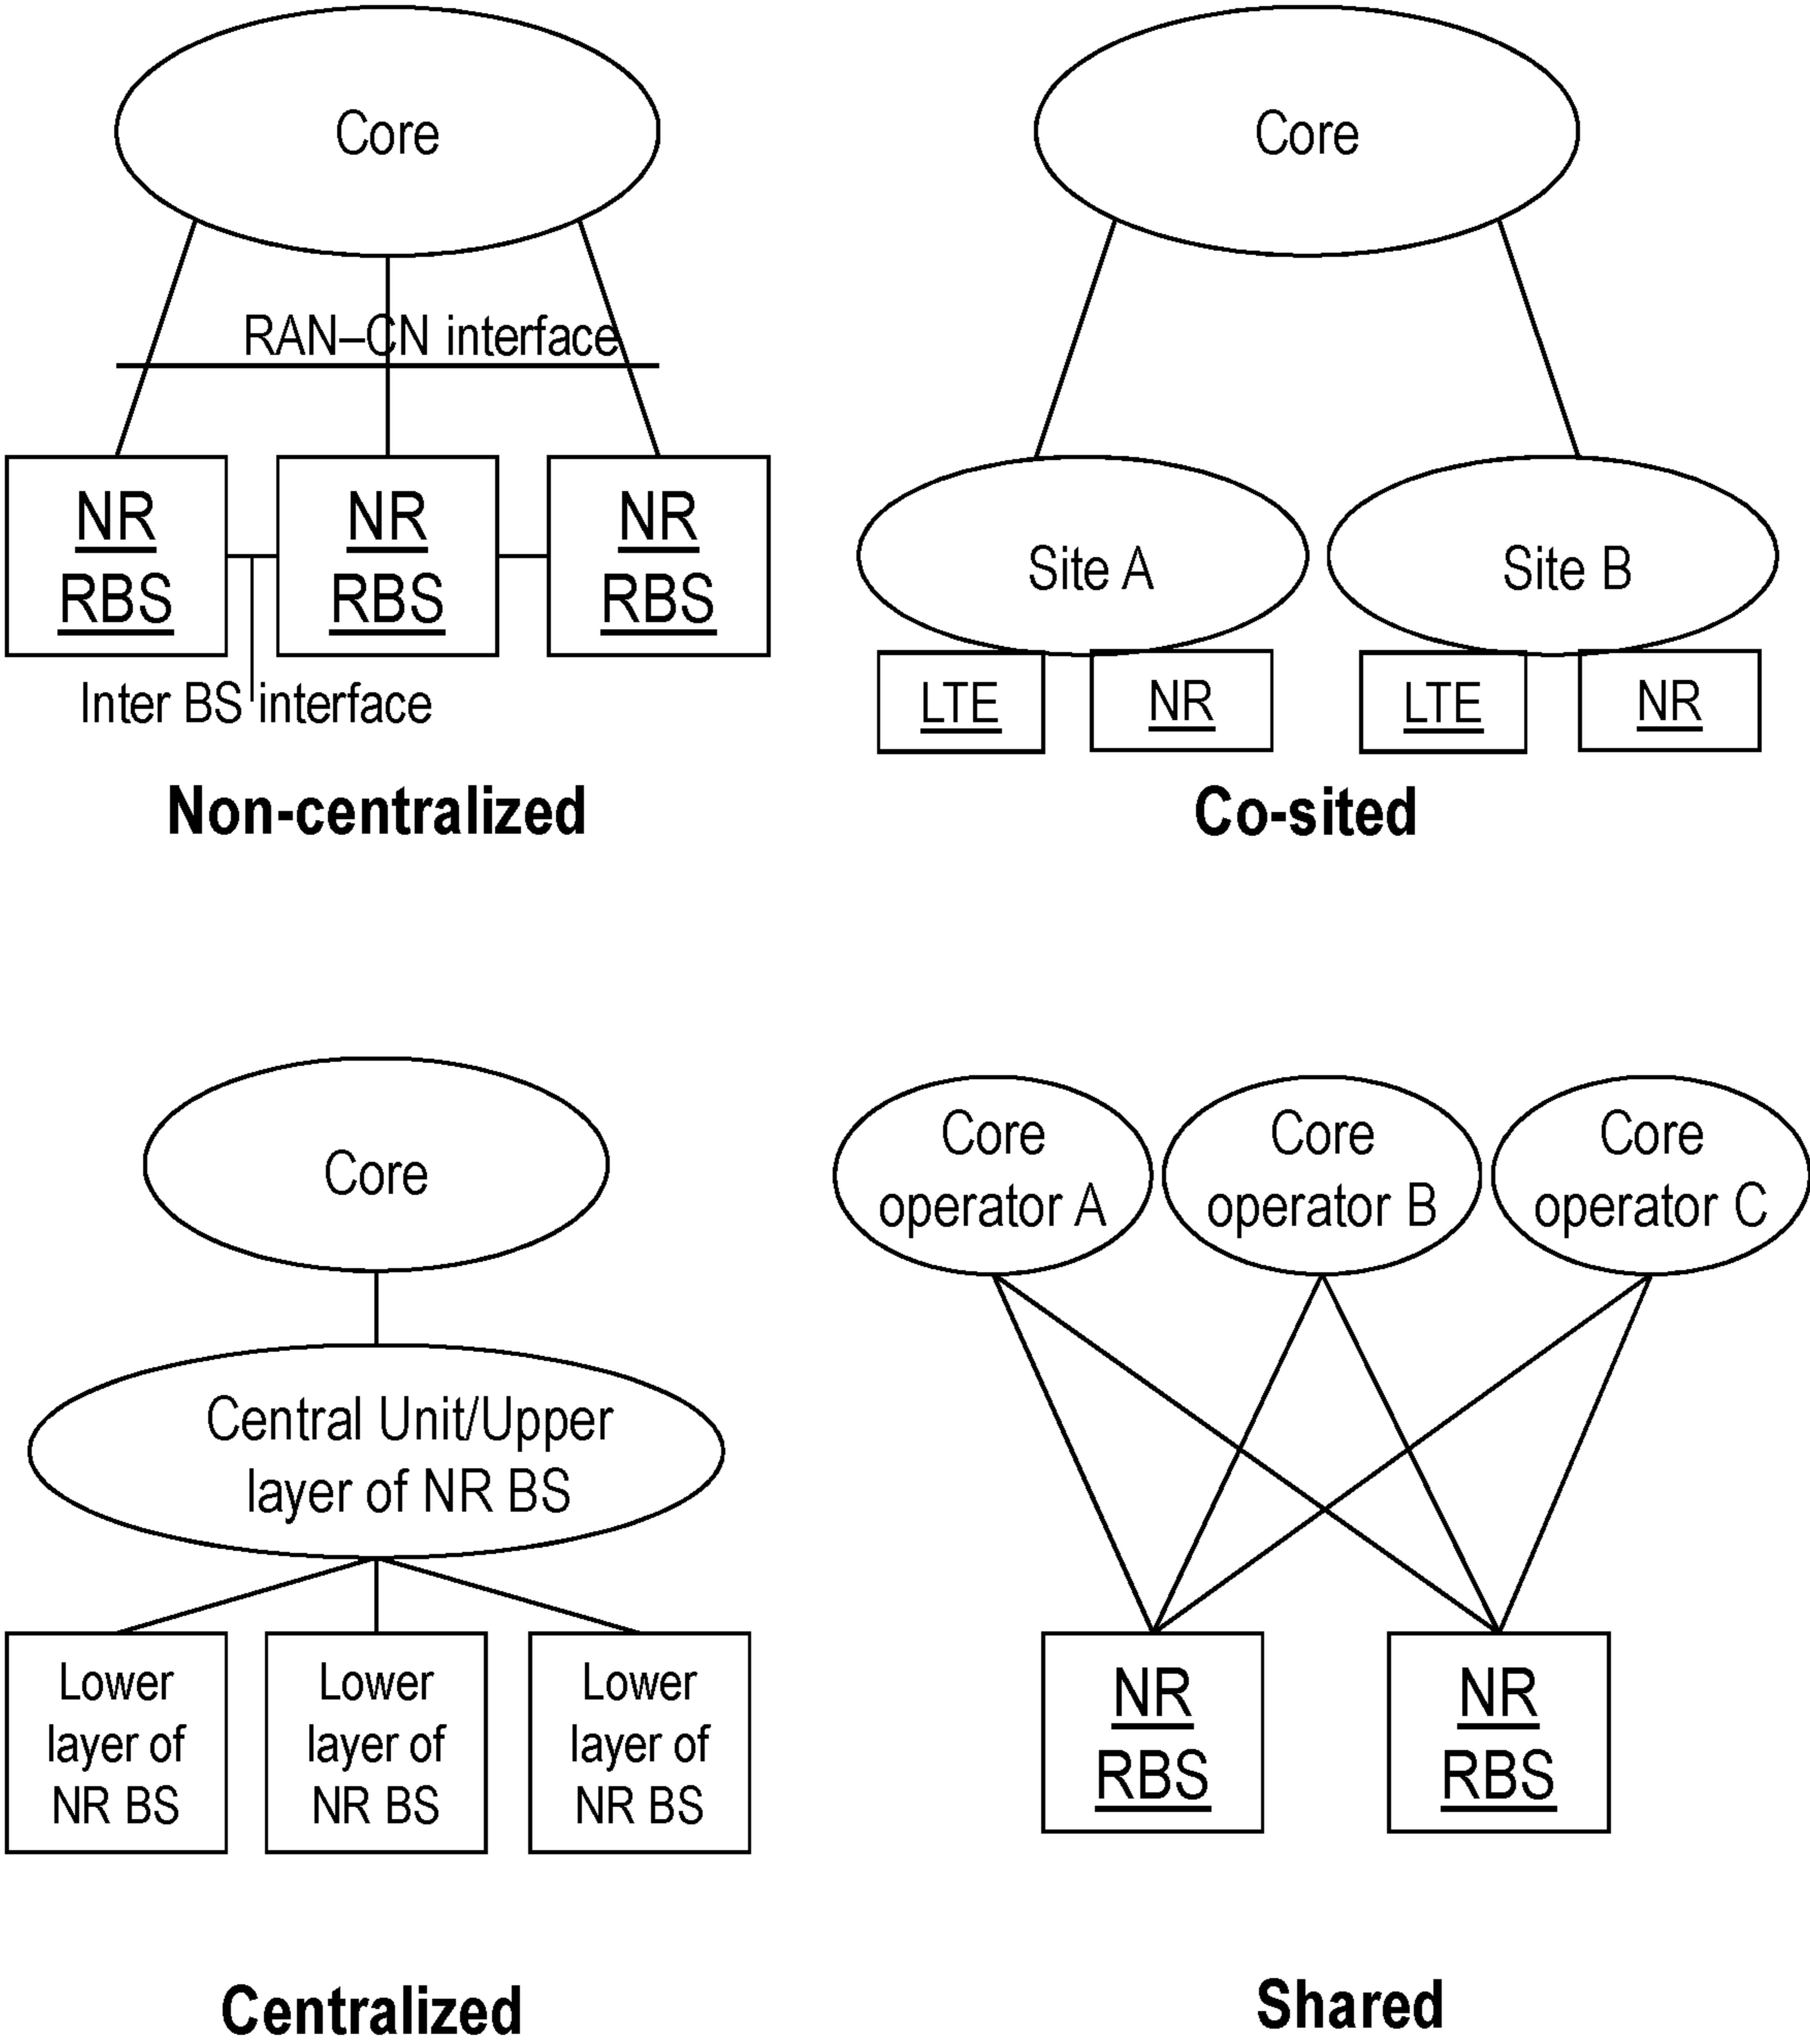 Core
RAN–CN interface
NR
RBS
NR
RBS
NR
RBS
Inter BS interface
Non-centralized
Core
Site A
Site B
LTE
NR
LTE
NR
Co-sited
Core
Central Unit/Upper
layer of NR BS
Lower
layer of
NR BS
Lower
layer of
NR BS
Lower
layer of
NR BS
Centralized
Core
operator A
Core
operator B
Core
operator C
NR
RBS
NR
RBS
Shared